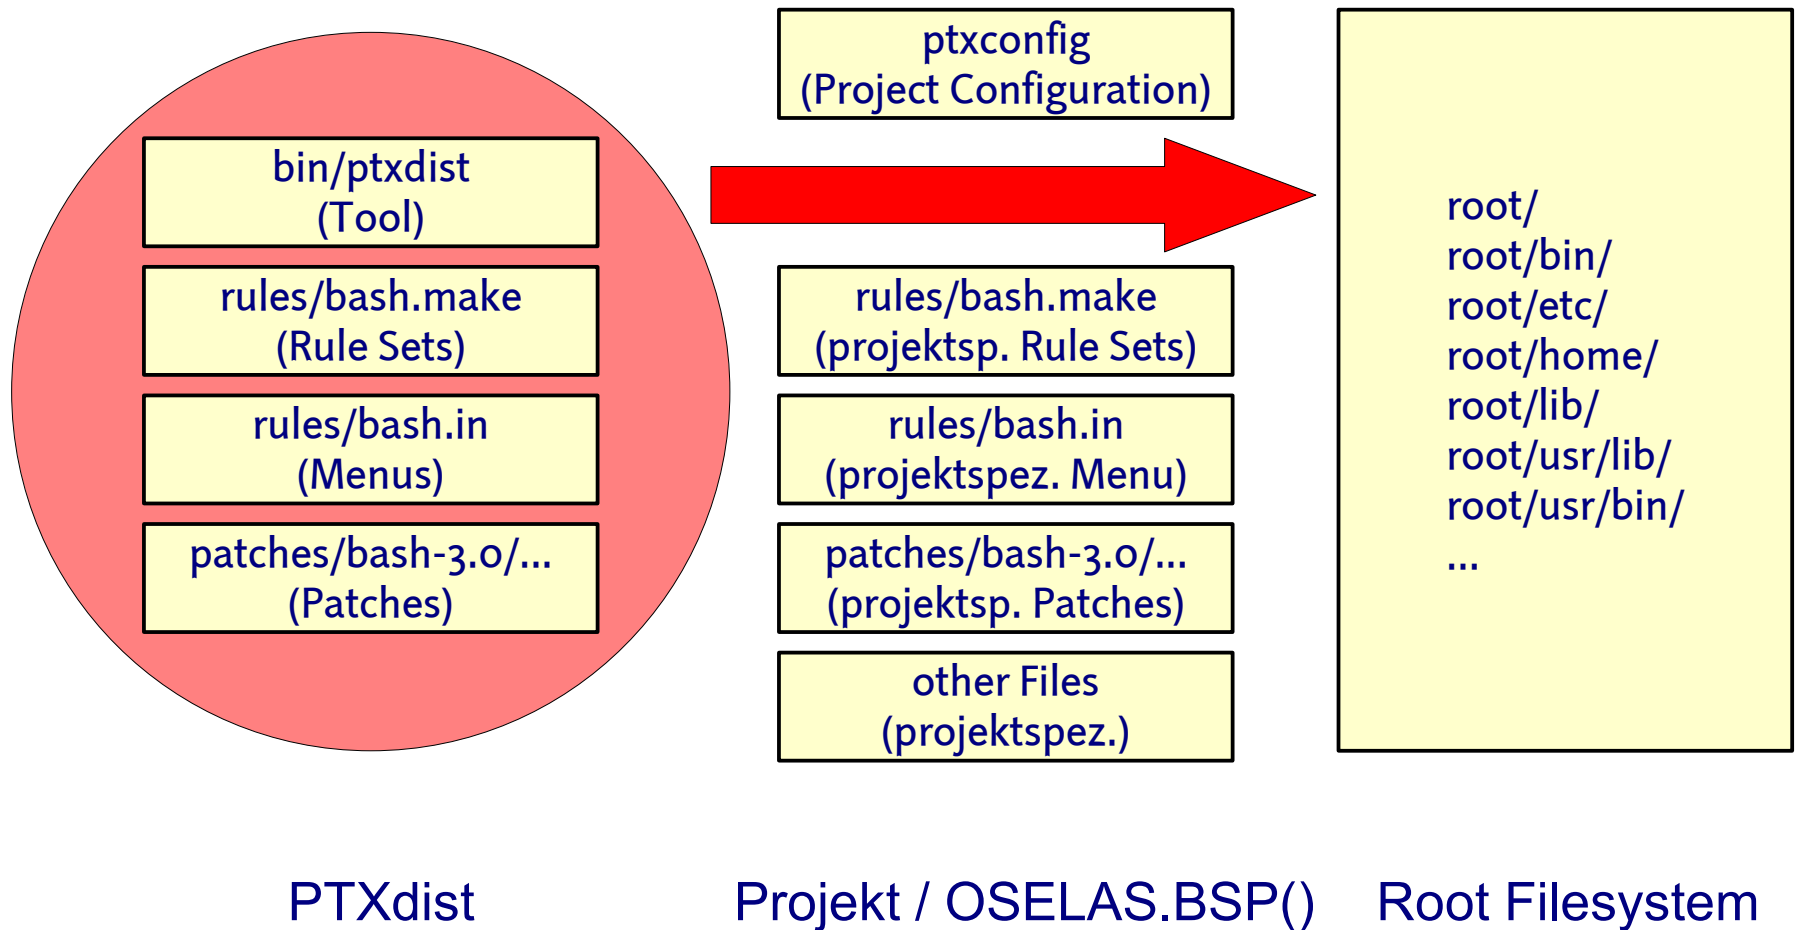 bin/ptxdist
(Tool)
rules/bash.make
(Rule Sets)
rules/bash.in
(Menus)
patches/bash-3.0/...
(Patches)
PTXdist
ptxconfig
(Project Configuration)
rules/bash.make
(projektsp. Rule Sets)
rules/bash.in
(projektspez. Menu)
patches/bash-3.0/...
(projektsp. Patches)
other Files
(projektspez.)
Projekt / OSELAS.BSP()
root/
root/bin/
root/etc/
root/home/
root/lib/
root/usr/lib/
root/usr/bin/
...
Root Filesystem